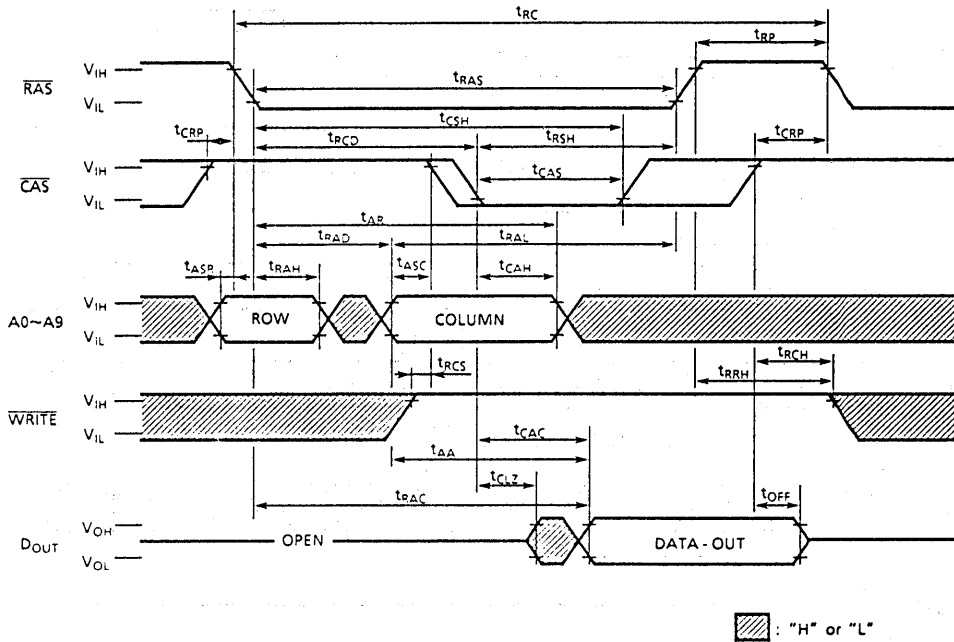 tRC
tRP
RAS
VIH
VIL
tRAS
tCSH
tCRP
tRCD
tRSH
tCRP
CAS
VIH
VIL
tCAS
tAR
tRAD
tRAL
tASR
tRAH
tASC
tCAH
A0~A9
VIH
VIL
ROW
COLUMN
tRCS
tRCH
tRRH
WRITE
VIH
VIL
tCAC
tAA
tCLZ
tRAC
tOFF
DOUT
VOH
VOL
OPEN
DATA-OUT
: "H" or "L"